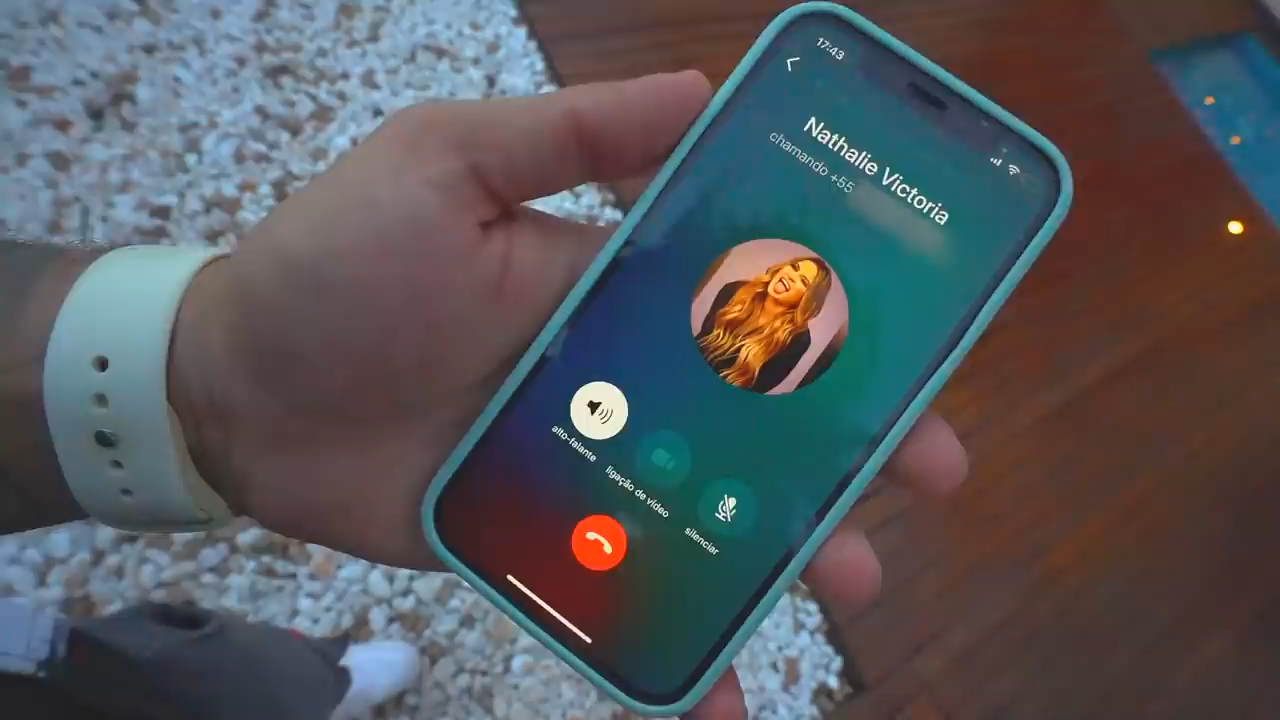 17:43
Nathalie Victoria
chamando +55
alto-falante
ligação de vídeo
silenciar